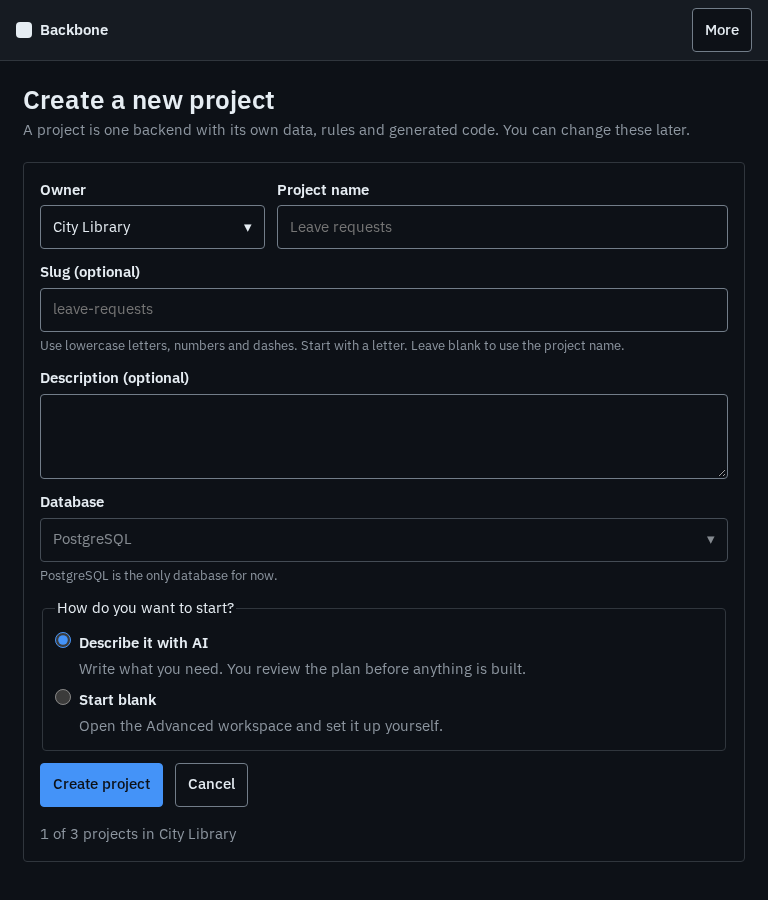 Backbone
More
Create a new project
A project is one backend with its own data, rules and generated code. You can change these later.
Owner
Project name
City Library
Leave requests
Slug (optional)
leave-requests
Use lowercase letters, numbers and dashes. Start with a letter. Leave blank to use the project name.
Description (optional)
Database
PostgreSQL
PostgreSQL is the only database for now.
How do you want to start?
Describe it with AI
Write what you need. You review the plan before anything is built.
Start blank
Open the Advanced workspace and set it up yourself.
Create project
Cancel
1 of 3 projects in City Library